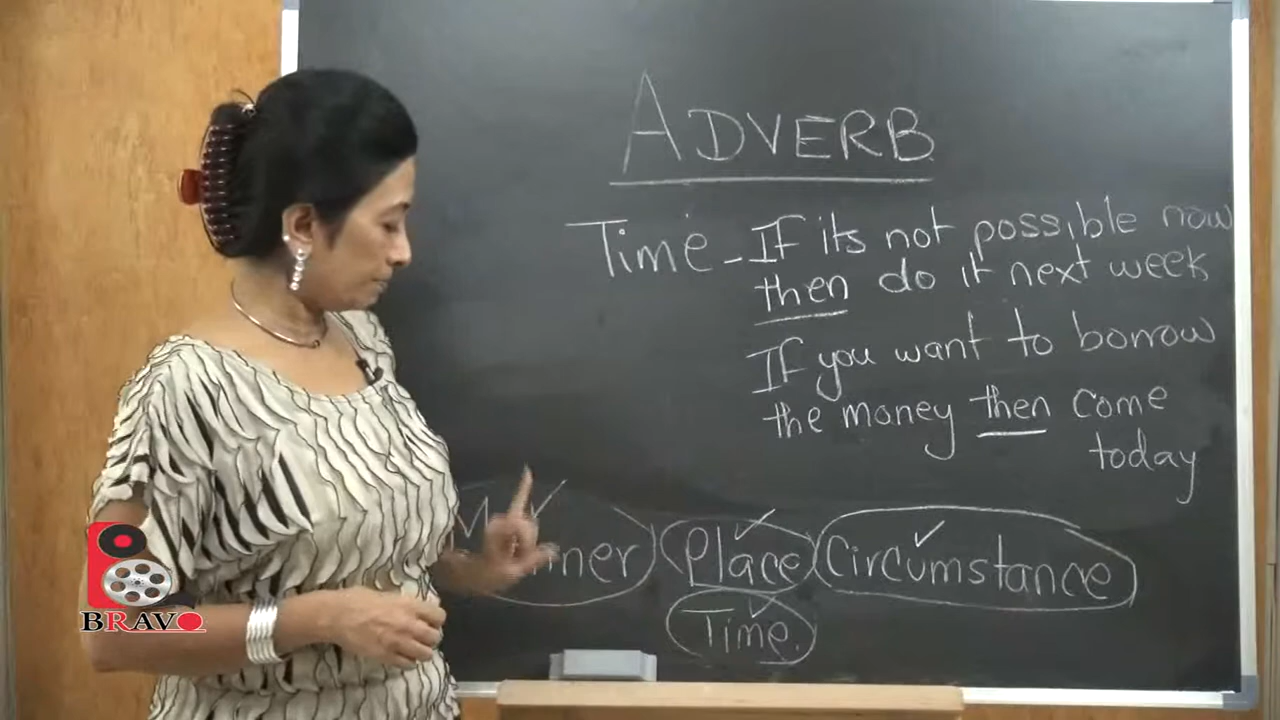 ADVERB
Time - If its not possible now
then do it next week
If you want to borrow
the money then come
today
Place Circumstance
Time.
BRAVO